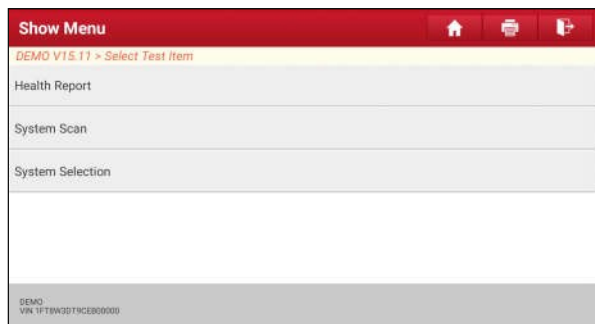 Show Menu
DEMO V15.11 > Select Test Item
Health Report
System Scan
System Selection
DEMO
VIN 1FT8W3DT9CEB00000